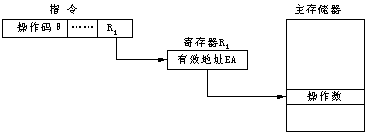 指 令
主存储器
操作码 θ …… R₁
寄存器R₁
有效地址EA
操作数